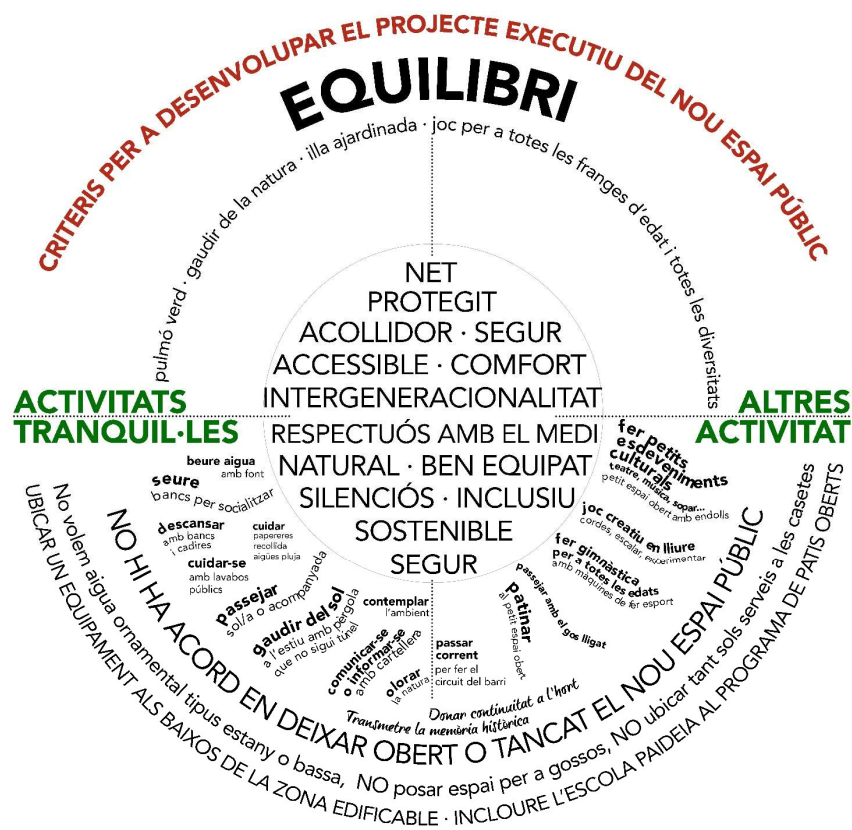 CRITERIS PER A DESENVOLUPAR EL PROJECTE EXECUTIU DEL NOU ESPAI PÚBLIC
EQUILIBRI
pulmó verd · gaudir de la natura · illa ajardinada · joc per a totes les franges d'edat i totes les diversitats
NET
PROTEGIT
ACOLLIDOR · SEGUR
ACCESSIBLE · COMFORT
INTERGENERACIONALITAT
RESPECTUÓS AMB EL MEDI
NATURAL · BEN EQUIPAT
SILENCIÓS · INCLUSIU
SOSTENIBLE
SEGUR
ACTIVITATS
TRANQUIL·LES
beure aigua
amb font
seure
bancs per socialitzar
descansar
amb bancs
i cadires
cuidar
papereres
recollida
aigües pluja
cuidar-se
amb lavabos
públics
passejar
sol/a o acompanyada
gaudir del sol
a l'estiu amb pèrgola
que no sigui túnel
contemplar
l'ambient
comunicar-se
o informar-se
amb cartellera
olorar
la natura
ALTRES
ACTIVITAT
fer petits
esdeveniments
culturals
teatre, música, sopar...
petit espai obert amb endolls
joc creatiu en lliure
cordes, escalar, experimentar
fer gimnàstica
per a totes les edats
amb màquines de fer esport
passejar amb el gos lligat
patinar
al petit espai obert
passar
corrent
per fer el
circuit del barri
Donar continuïtat a l'hort
Transmetre la memòria històrica
NO HI HA ACORD EN DEIXAR OBERT O TANCAT EL NOU ESPAI PÚBLIC
No volem aigua ornamental tipus estany o bassa, NO posar espai per a gossos, NO ubicar tant sols serveis a les casetes
UBICAR UN EQUIPAMENT ALS BAIXOS DE LA ZONA EDIFICABLE · INCLOURE L'ESCOLA PAIDEIA AL PROGRAMA DE PATIS OBERTS